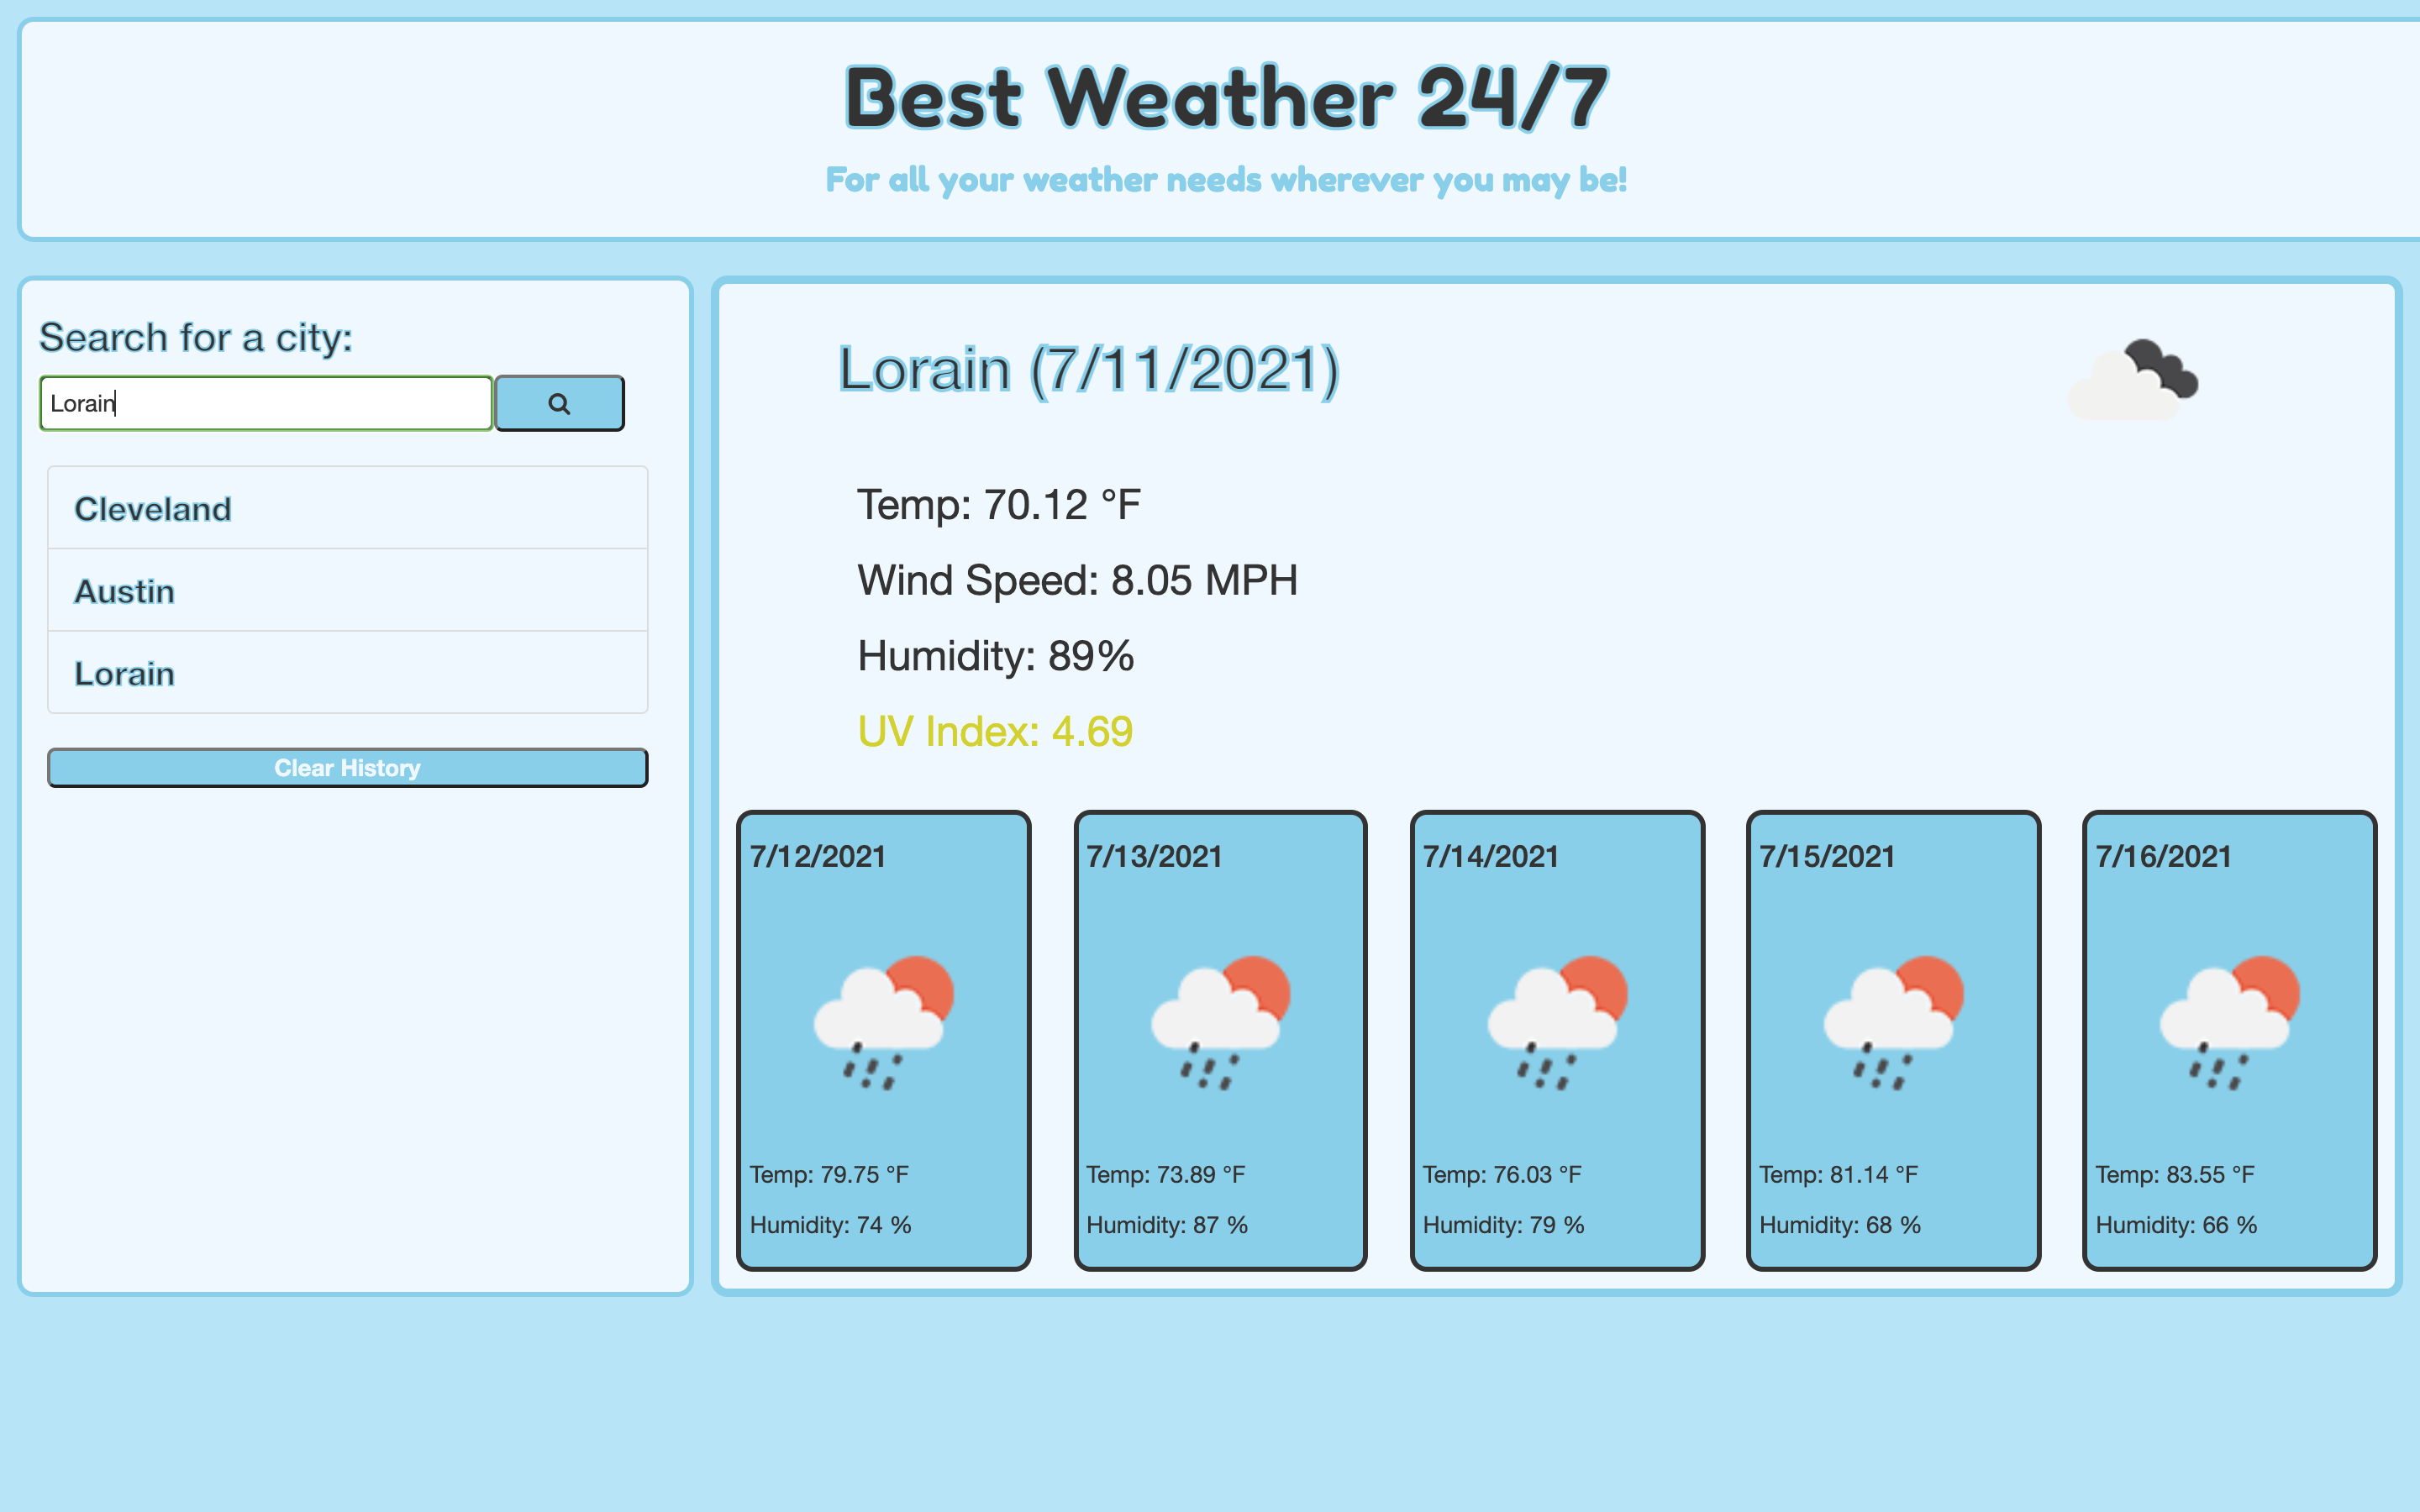 Best Weather 24/7
For all your weather needs wherever you may be!
Search for a city:
Lorain
Cleveland
Austin
Lorain
Clear History
Lorain (7/11/2021)
Temp: 70.12 °F
Wind Speed: 8.05 MPH
Humidity: 89%
UV Index: 4.69
7/12/2021
Temp: 79.75 °F
Humidity: 74 %
7/13/2021
Temp: 73.89 °F
Humidity: 87 %
7/14/2021
Temp: 76.03 °F
Humidity: 79 %
7/15/2021
Temp: 81.14 °F
Humidity: 68 %
7/16/2021
Temp: 83.55 °F
Humidity: 66 %